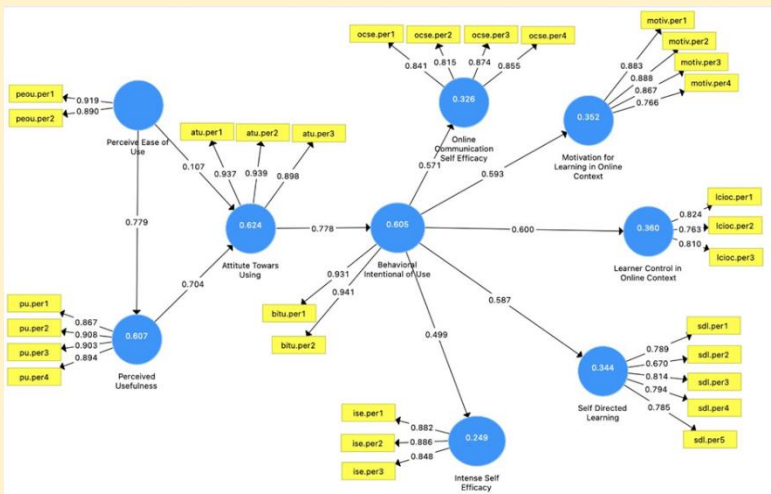 ocse.per1
ocse.per2
ocse.per3
ocse.per4
0.841
0.815
0.874
0.855
0.326
Online
Communication
Self Efficacy
motiv.per1
motiv.per2
motiv.per3
motiv.per4
0.883
0.888
0.867
0.766
0.352
Motivation for
Learning in Online
Context
peou.per1
peou.per2
0.919
0.890
Perceive Ease of
Use
atu.per1
atu.per2
atu.per3
0.937
0.939
0.898
0.107
0.779
0.704
0.624
Attitute Towars
Using
0.778
0.571
0.593
0.600
0.587
0.499
0.605
Behavioral
Intentional of Use
0.931
0.941
bitu.per1
bitu.per2
lcioc.per1
lcioc.per2
lcioc.per3
0.824
0.763
0.810
0.360
Learner Control in
Online Context
pu.per1
pu.per2
pu.per3
pu.per4
0.867
0.908
0.903
0.894
0.607
Perceived
Usefulness
sdl.per1
sdl.per2
sdl.per3
sdl.per4
sdl.per5
0.789
0.670
0.814
0.794
0.785
0.344
Self Directed
Learning
ise.per1
ise.per2
ise.per3
0.882
0.886
0.848
0.249
Intense Self
Efficacy